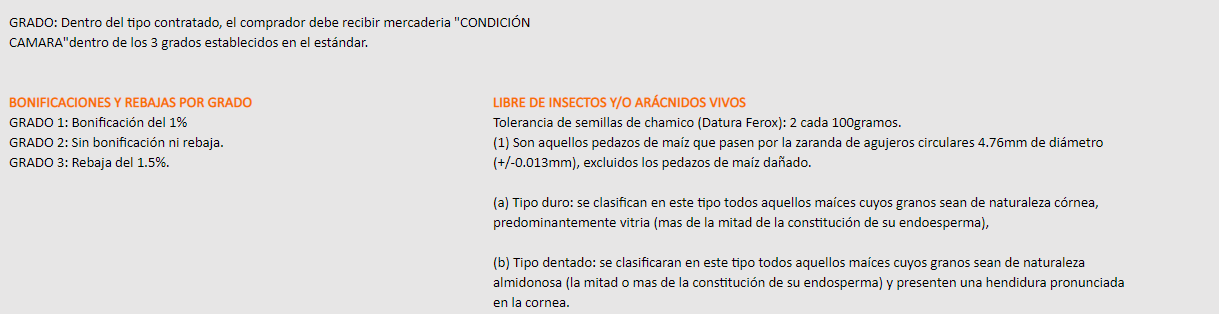 GRADO: Dentro del tipo contratado, el comprador debe recibir mercaderia "CONDICIÓN
CAMARA"dentro de los 3 grados establecidos en el estándar.
BONIFICACIONES Y REBAJAS POR GRADO
GRADO 1: Bonificación del 1%
GRADO 2: Sin bonificación ni rebaja.
GRADO 3: Rebaja del 1.5%.
LIBRE DE INSECTOS Y/O ARÁCNIDOS VIVOS
Tolerancia de semillas de chamico (Datura Ferox): 2 cada 100gramos.
(1) Son aquellos pedazos de maíz que pasen por la zaranda de agujeros circulares 4.76mm de diámetro
(+/-0.013mm), excluidos los pedazos de maíz dañado.
(a) Tipo duro: se clasifican en este tipo todos aquellos maíces cuyos granos sean de naturaleza córnea,
predominantemente vitria (mas de la mitad de la constitución de su endoesperma),
(b) Tipo dentado: se clasificaran en este tipo todos aquellos maíces cuyos granos sean de naturaleza
almidonosa (la mitad o mas de la constitución de su endosperma) y presenten una hendidura pronunciada
en la cornea.